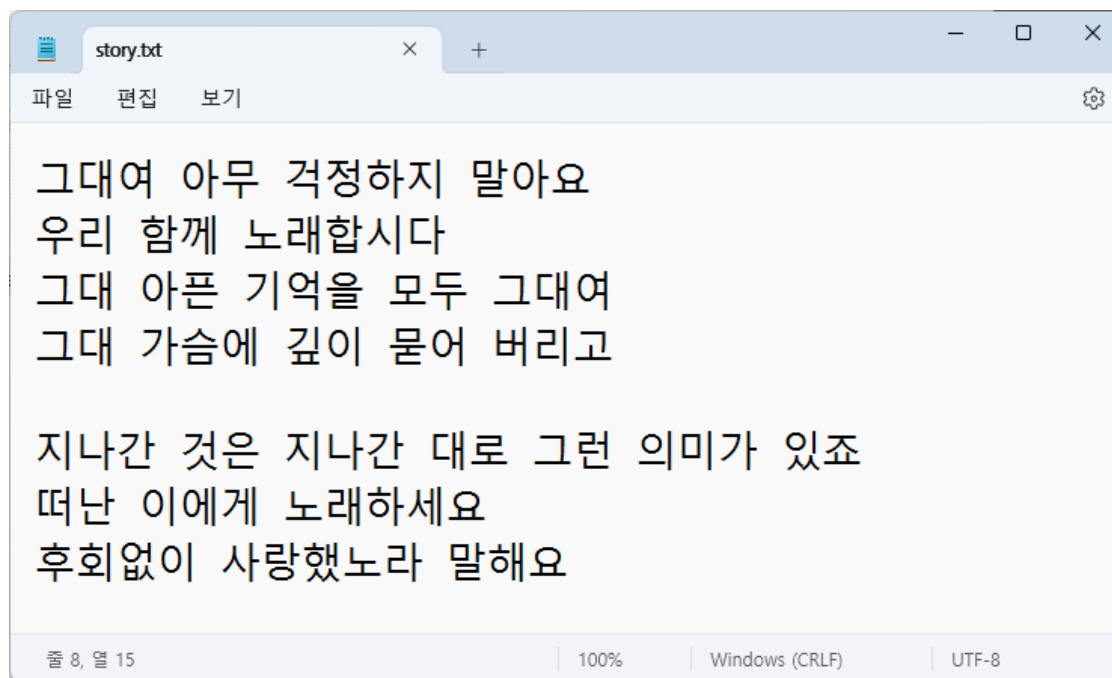 story.txt
파일 편집 보기
그대여 아무 걱정하지 말아요
우리 함께 노래합시다
그대 아픈 기억을 모두 그대여
그대 가슴에 깊이 묻어 버리고
지나간 것은 지나간 대로 그런 의미가 있죠
떠난 이에게 노래하세요
후회없이 사랑했노라 말해요
줄 8, 열 15 100% Windows (CRLF) UTF-8